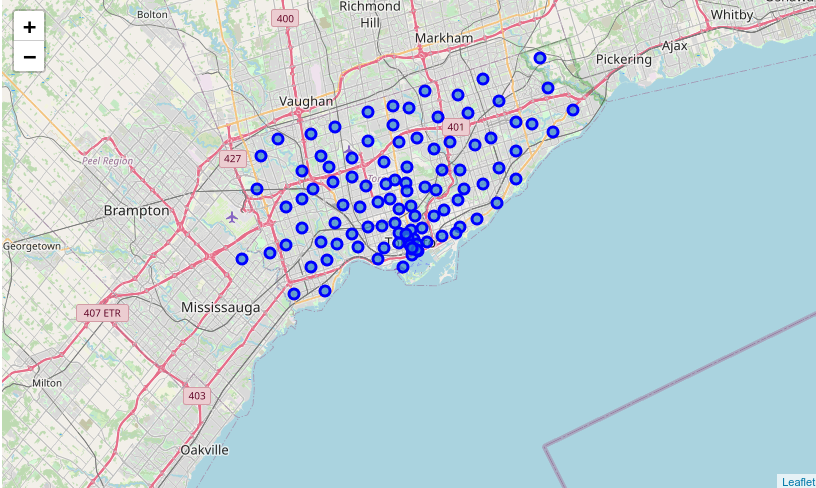 +
−
Bolton
400
Richmond
Hill
Markham
Whitby
Ajax
Pickering
Vaughan
401
427
Peel Region
Brampton
Georgetown
Mississauga
407 ETR
Milton
403
Oakville
Leaflet